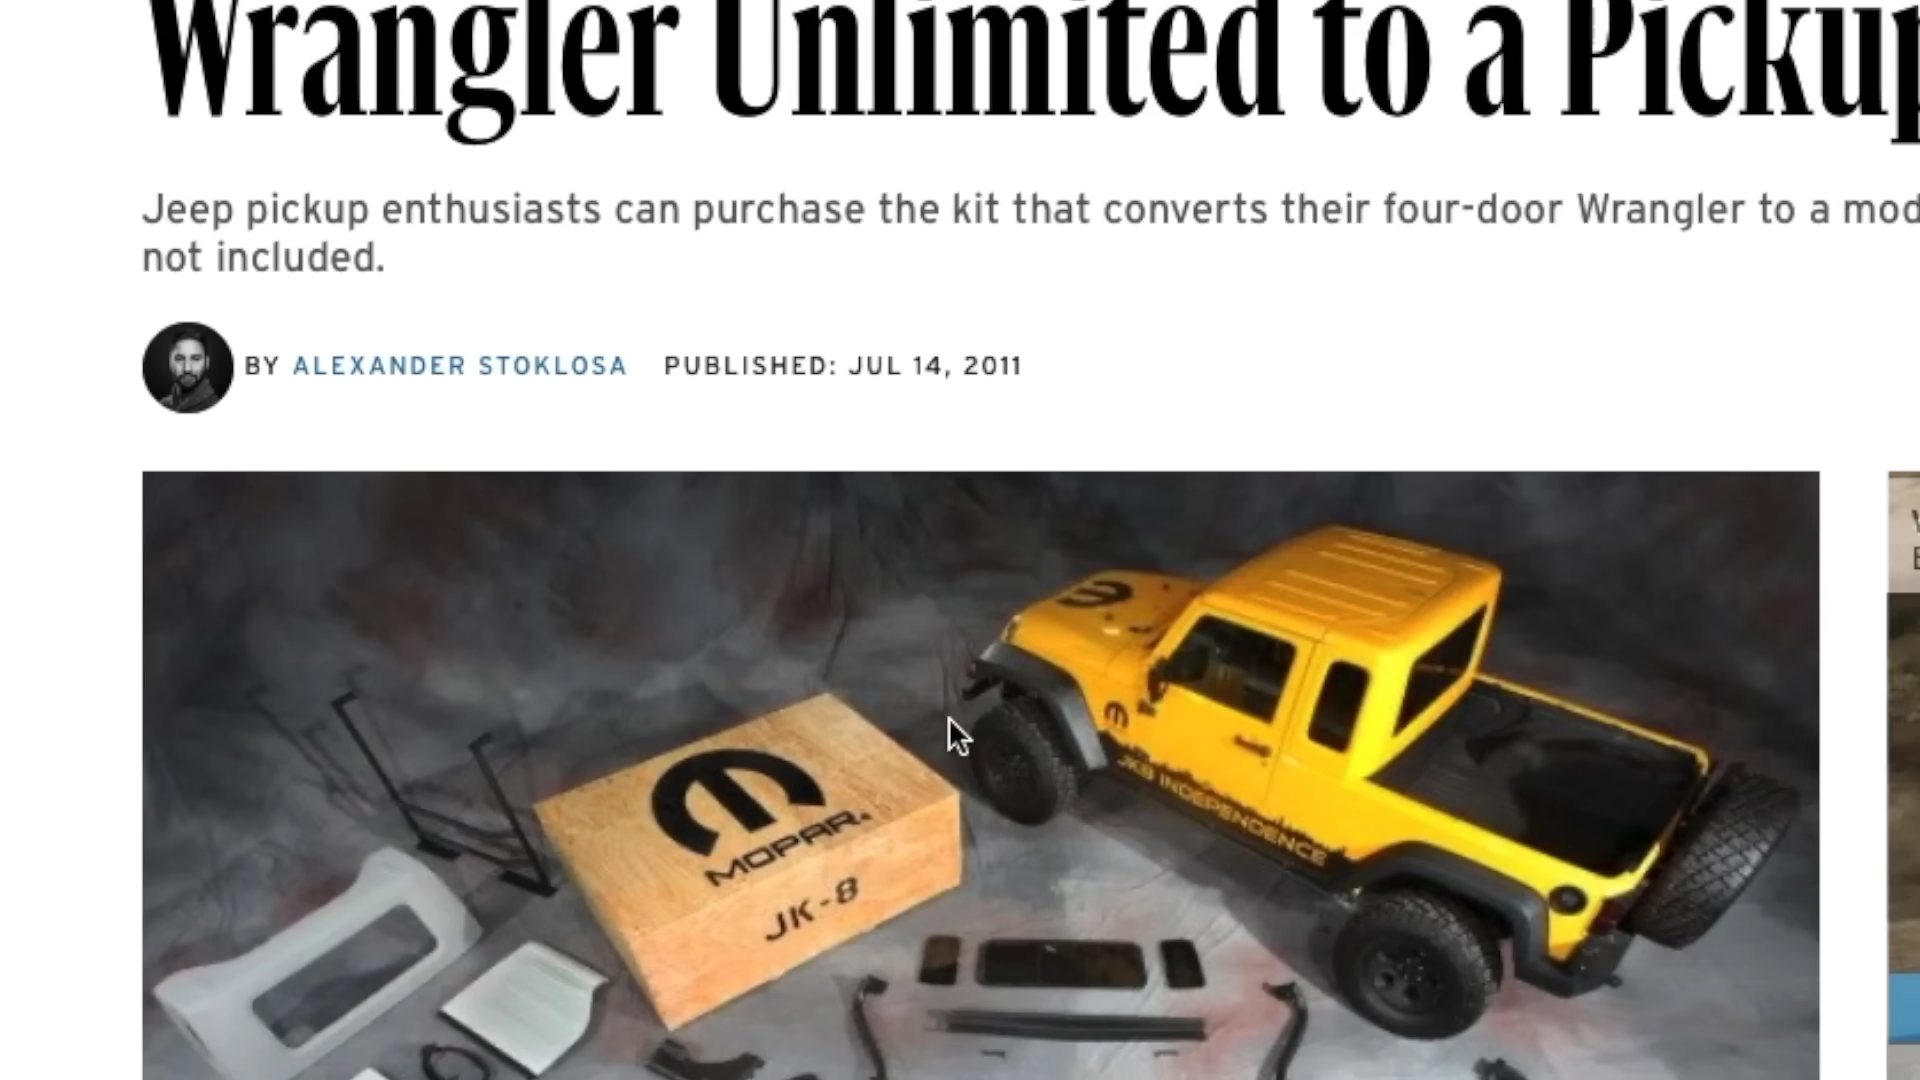 Wrangler Unlimited to a Pickup
Jeep pickup enthusiasts can purchase the kit that converts their four-door Wrangler to a mod
not included.
BY ALEXANDER STOKLOSA PUBLISHED: JUL 14, 2011
MOPAR
JK-8
JK8 INDEPENDENCE